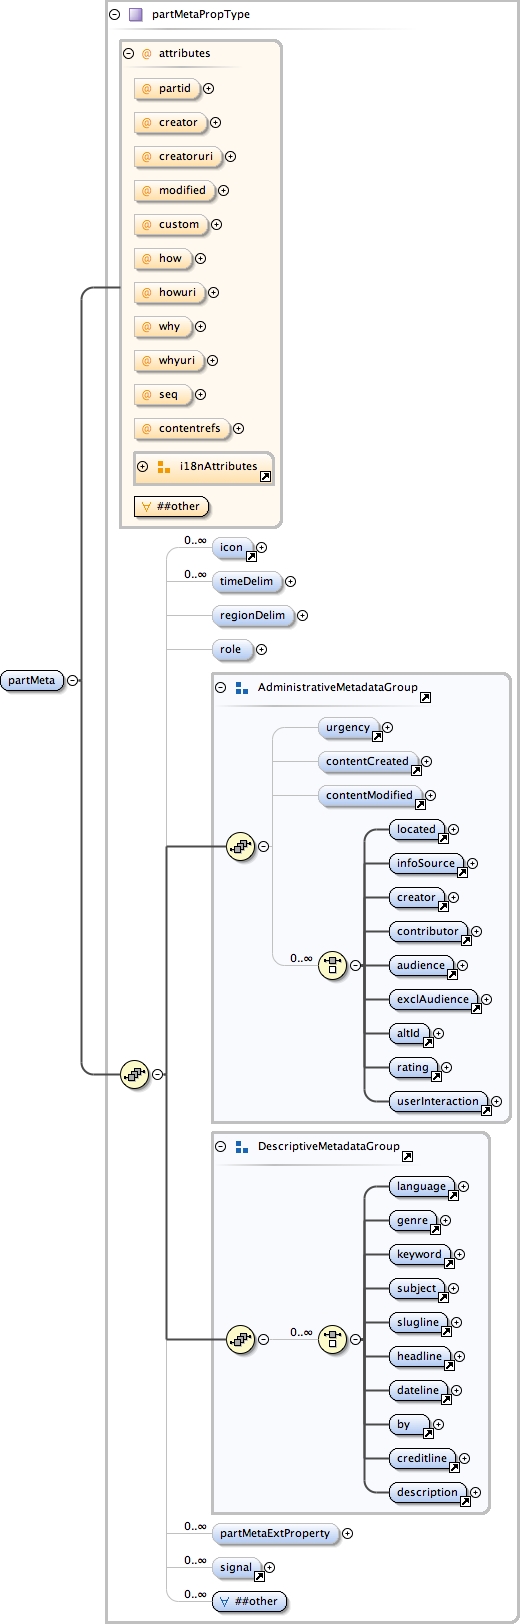 partMetaPropType
attributes
@ partid
@ creator
@ creatoruri
@ modified
@ custom
@ how
@ howuri
@ why
@ whyuri
@ seq
@ contentrefs
i18nAttributes
∀ ##other
0..∞ icon
0..∞ timeDelim
regionDelim
role
partMeta
AdministrativeMetadataGroup
urgency
contentCreated
contentModified
located
infoSource
creator
contributor
0..∞
audience
exclAudience
altId
rating
userInteraction
DescriptiveMetadataGroup
language
genre
keyword
subject
slugline
0..∞
headline
dateline
by
creditline
description
0..∞ partMetaExtProperty
0..∞ signal
0..∞ ∀ ##other